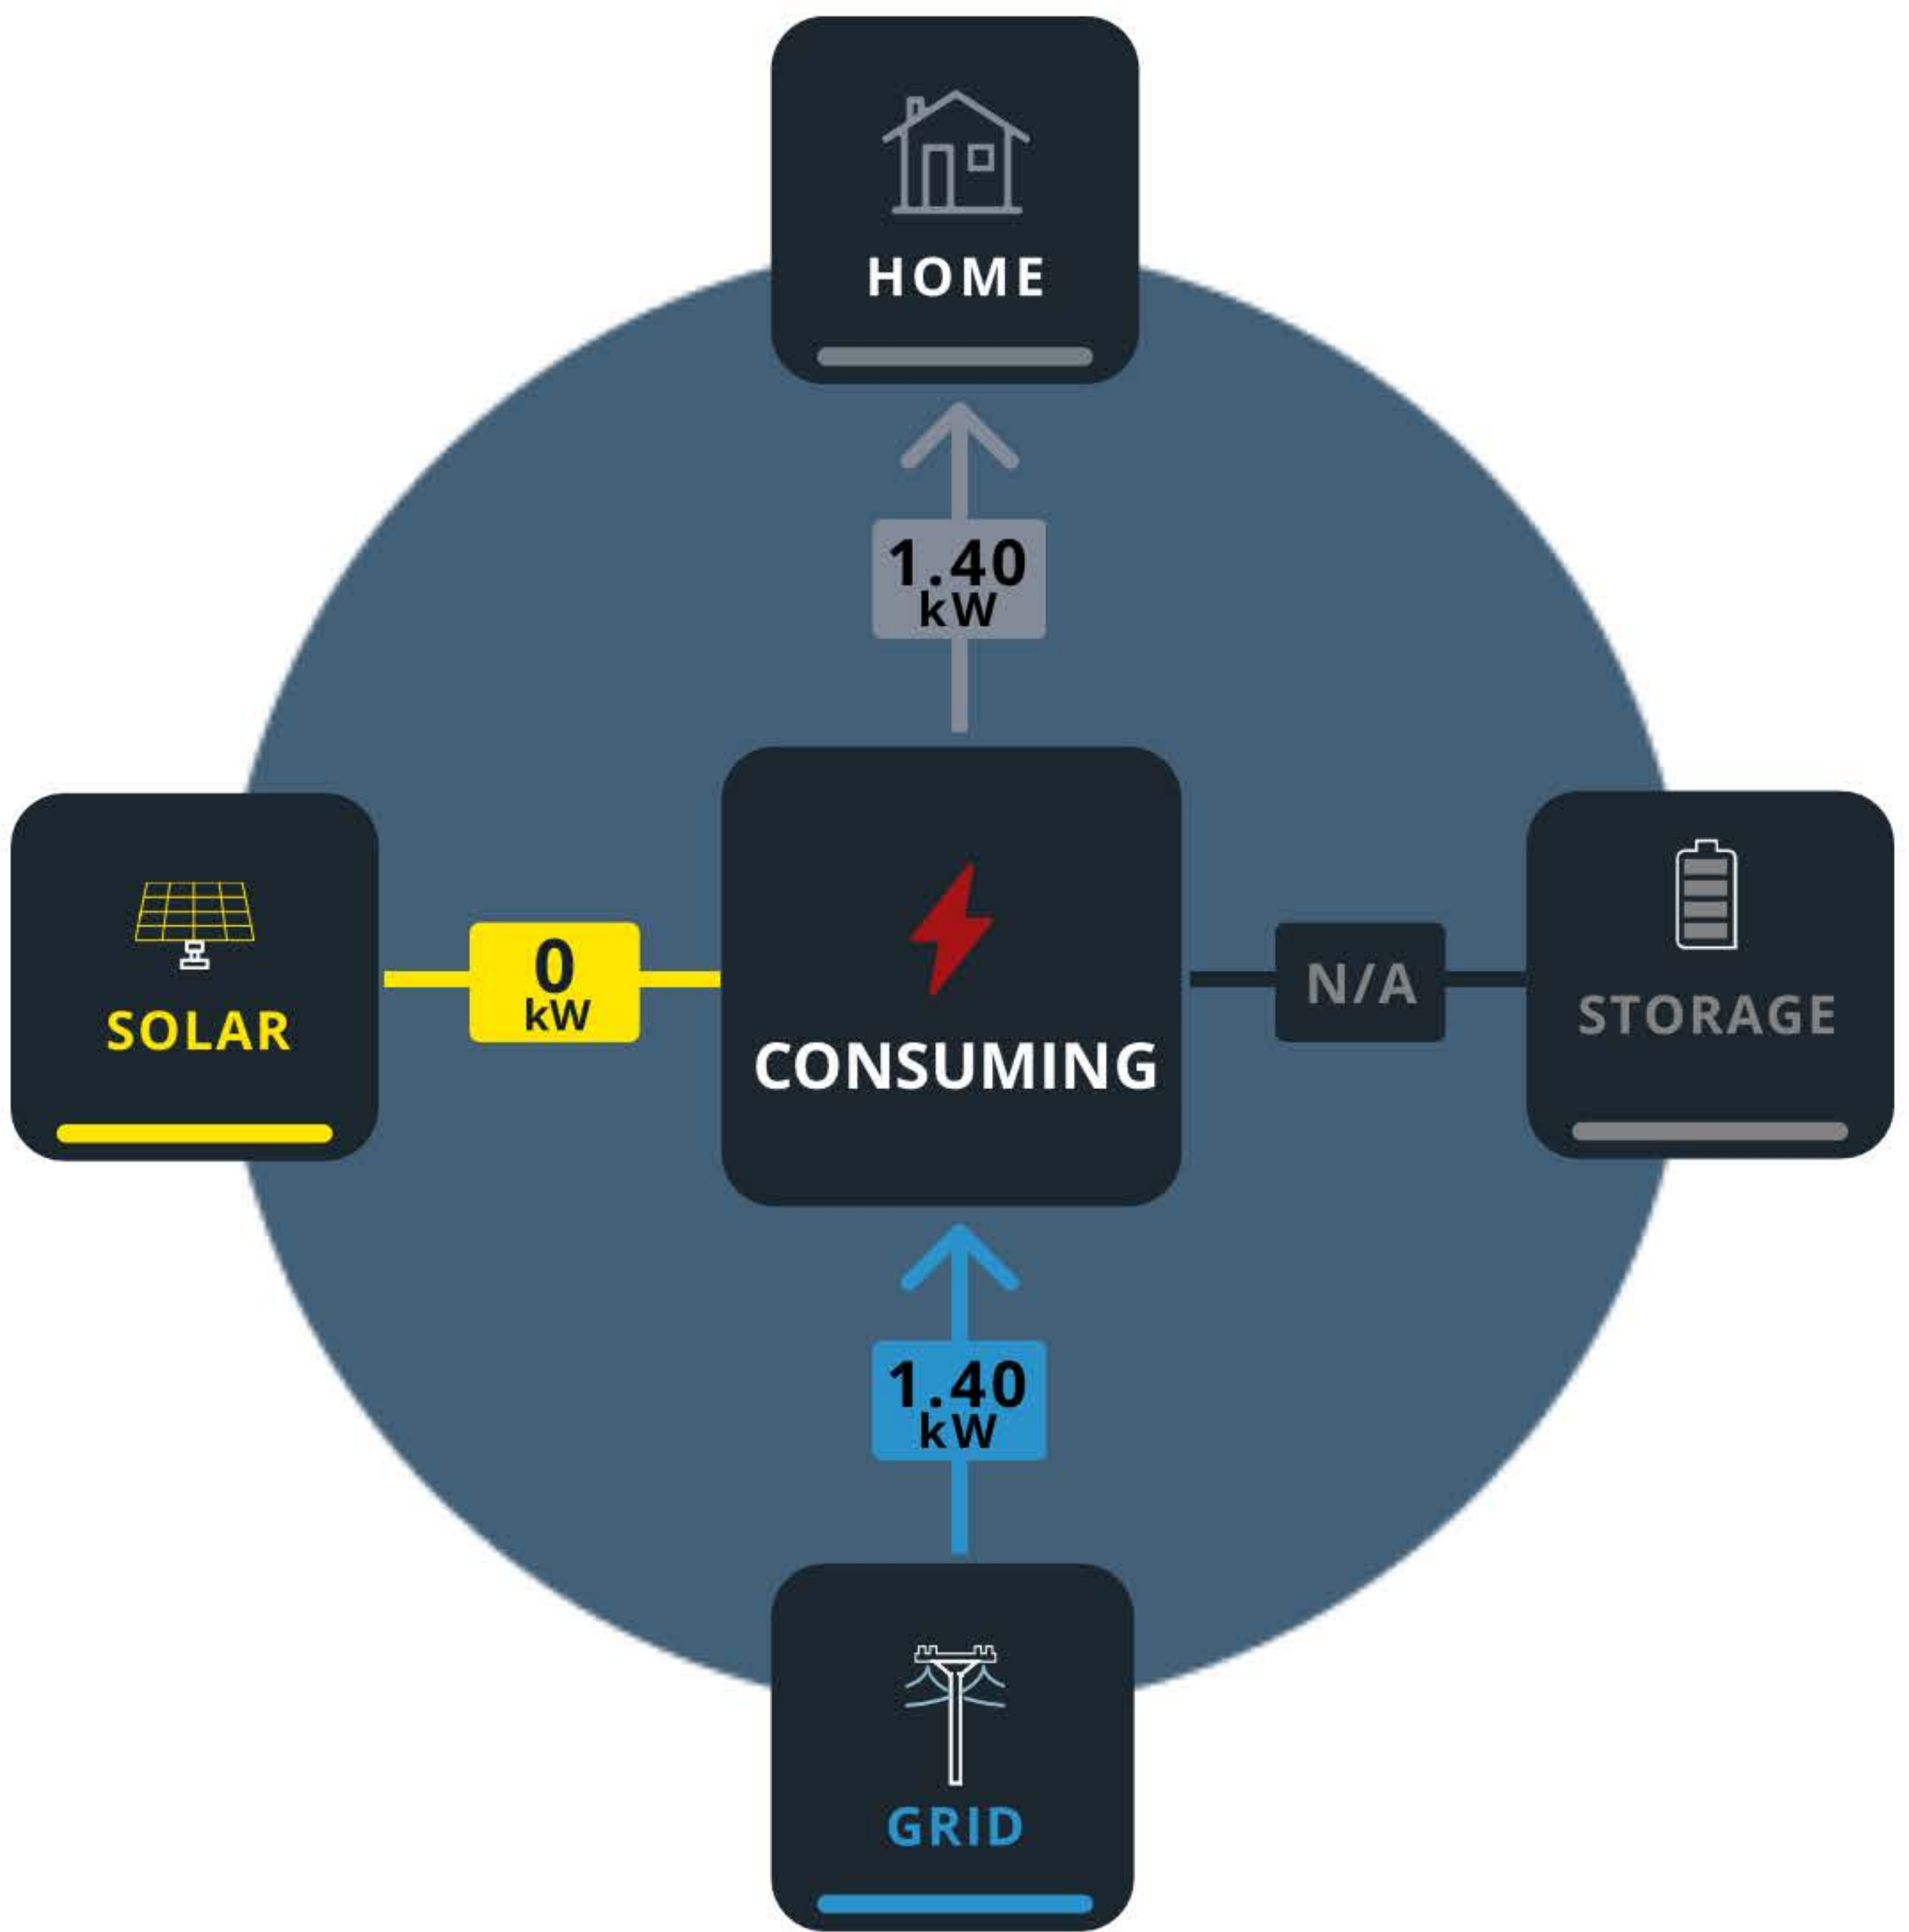 HOME
1.40
kW
SOLAR
0
kW
CONSUMING
N/A
STORAGE
1.40
kW
GRID